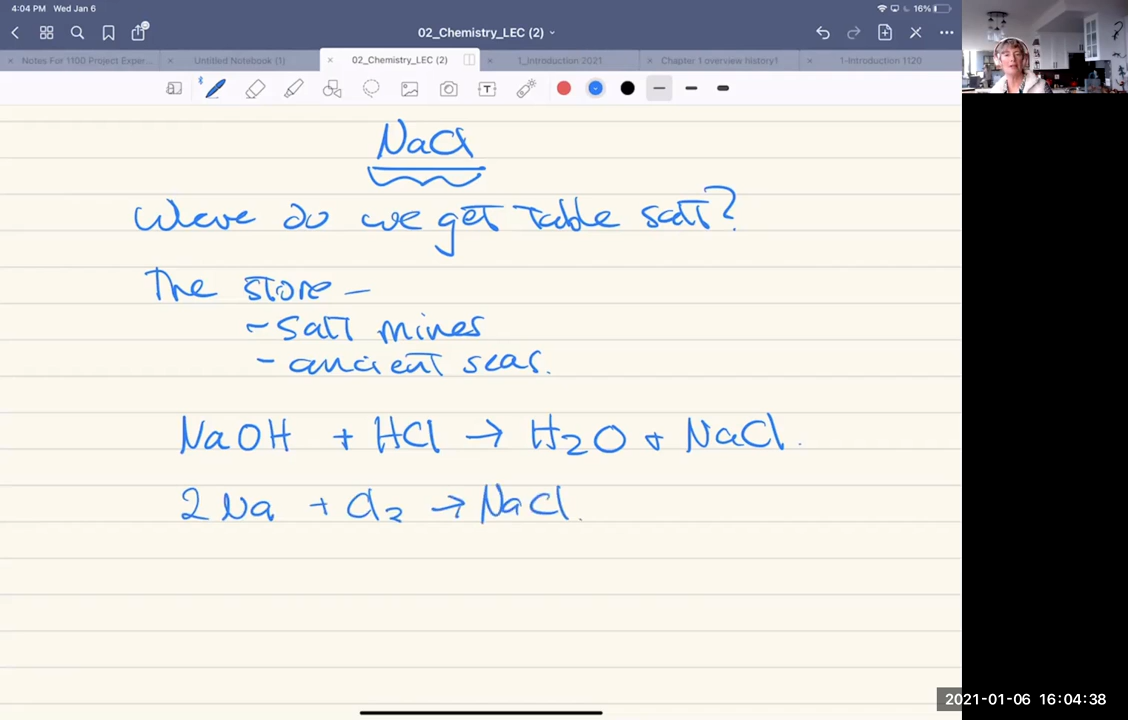 4:04 PM Wed Jan 6
16%
02_Chemistry_LEC (2)
Notes For 1100 Project Exper...
Untitled Notebook (1)
02_Chemistry_LEC (2)
1_Introduction 2021
Chapter 1 overview history1
1-Introduction 1120
T
NaCl
Where do we get Table salt?
The store –
- Salt mines
- ancient seas.
NaOH + HCl → H2O + NaCl.
2 Na + Cl2 → NaCl.
2021-01-06 16:04:38